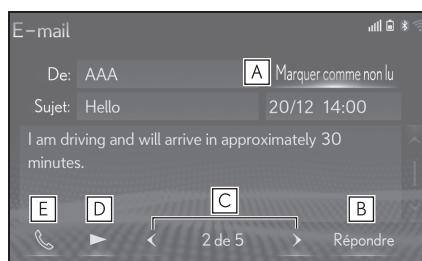 E-mail
De: AAA A Marquer comme non lu
Sujet: Hello 20/12 14:00
I am driving and will arrive in approximately 30
minutes.
E D C B
2 de 5 Répondre